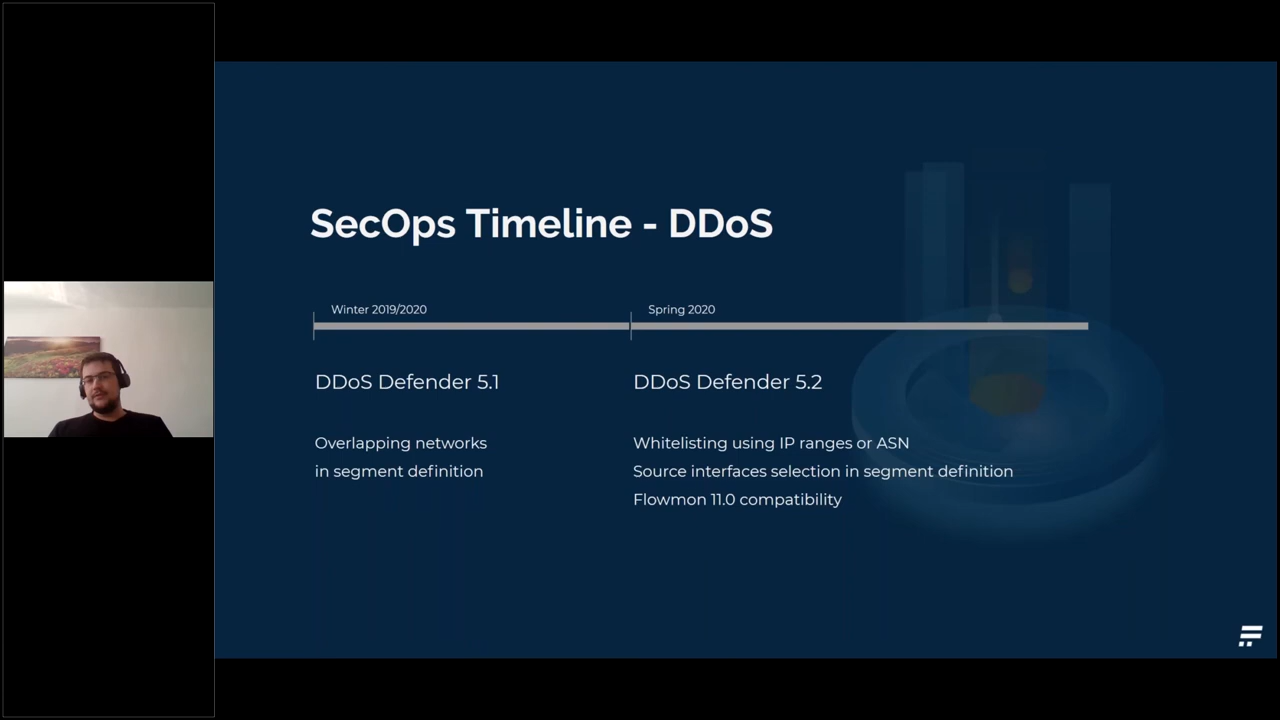 SecOps Timeline - DDoS
Winter 2019/2020
Spring 2020
DDoS Defender 5.1
DDoS Defender 5.2
Overlapping networks
in segment definition
Whitelisting using IP ranges or ASN
Source interfaces selection in segment definition
Flowmon 11.0 compatibility